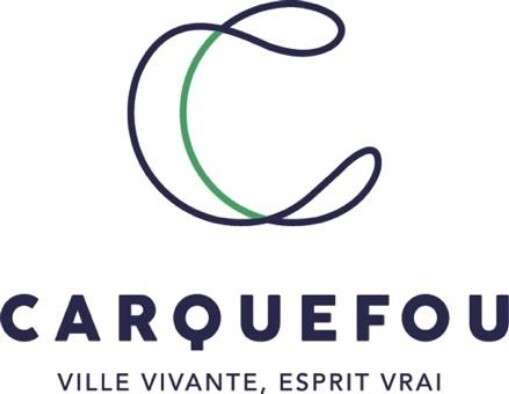 CARQUEFOU
VILLE VIVANTE, ESPRIT VRAI